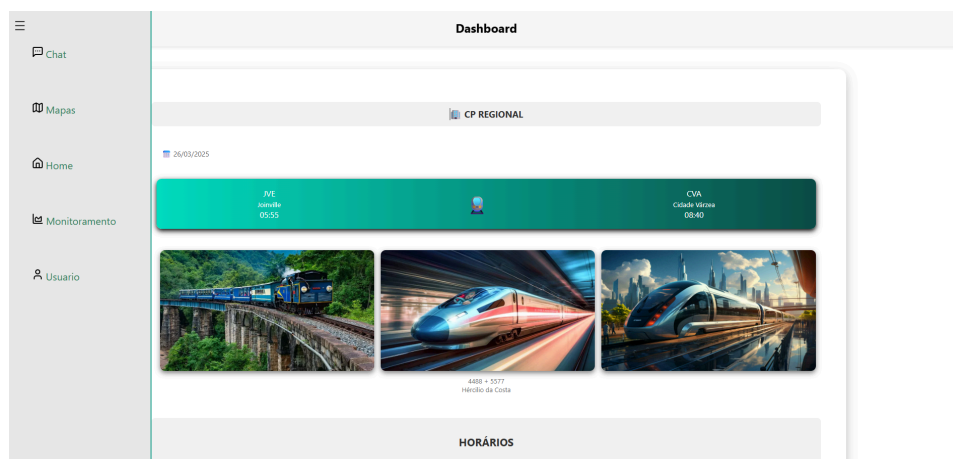 Dashboard
Chat
Mapas
Home
Monitoramento
Usuario
CP REGIONAL
26/03/2025
JVE
Joinville
05:55
CVA
Cidade Várzea
08:40
4488 + 5577
Hércilio da Costa
HORÁRIOS